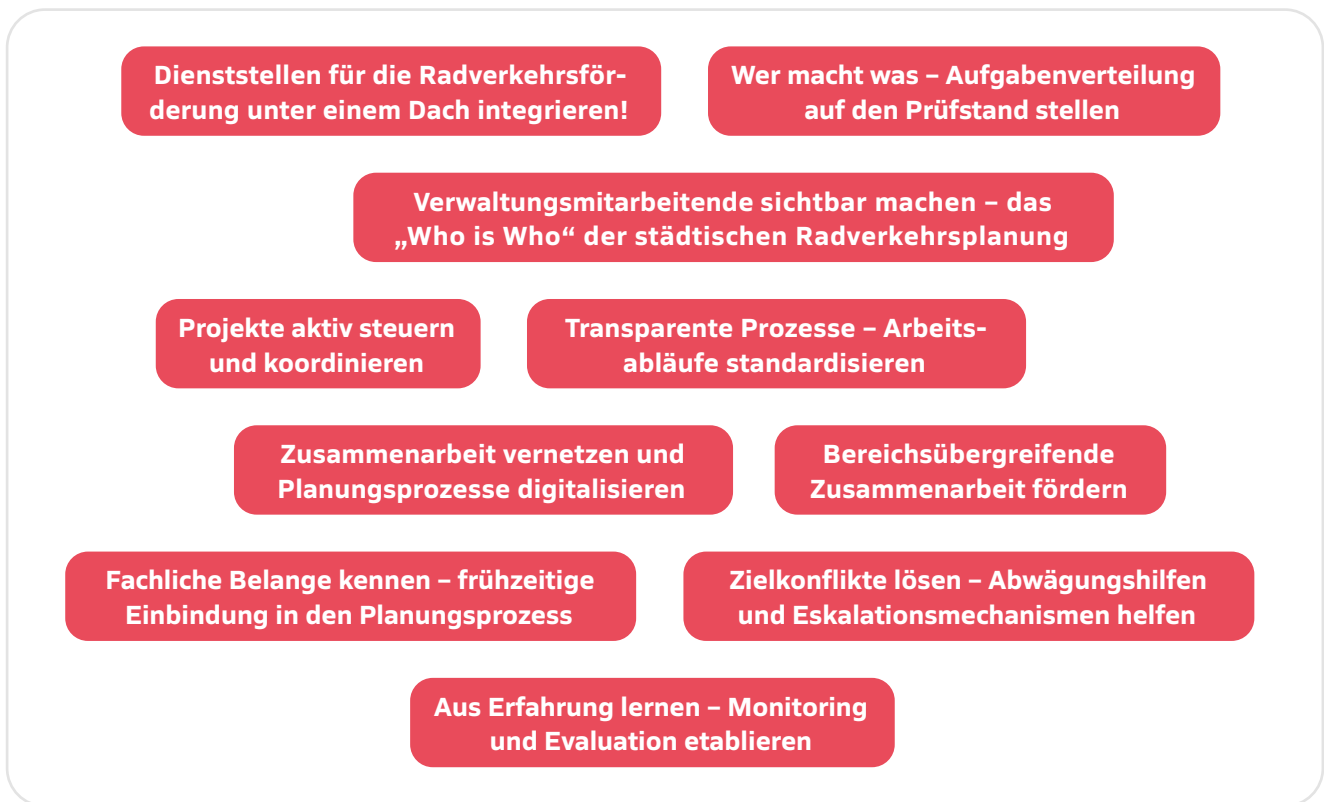 Dienststellen für die Radverkehrsför-
derung unter einem Dach integrieren!
Wer macht was – Aufgabenverteilung
auf den Prüfstand stellen
Verwaltungsmitarbeitende sichtbar machen – das
„Who is Who“ der städtischen Radverkehrsplanung
Projekte aktiv steuern
und koordinieren
Transparente Prozesse – Arbeits-
abläufe standardisieren
Zusammenarbeit vernetzen und
Planungsprozesse digitalisieren
Bereichsübergreifende
Zusammenarbeit fördern
Fachliche Belange kennen – frühzeitige
Einbindung in den Planungsprozess
Zielkonflikte lösen – Abwägungshilfen
und Eskalationsmechanismen helfen
Aus Erfahrung lernen – Monitoring
und Evaluation etablieren